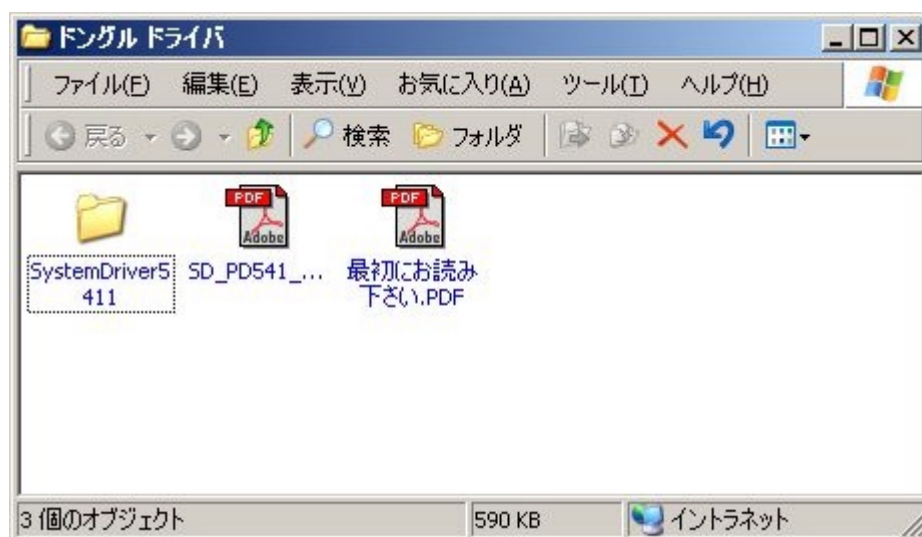 ドングル ドライバ
ファイル(F) 編集(E) 表示(V) お気に入り(A) ツール(T) ヘルプ(H)
戻る 検索 フォルダ
PDF
Adobe
PDF
Adobe
SystemDriver5
411
SD_PD541_...
最初にお読み
下さい.PDF
3 個のオブジェクト 590 KB イントラネット